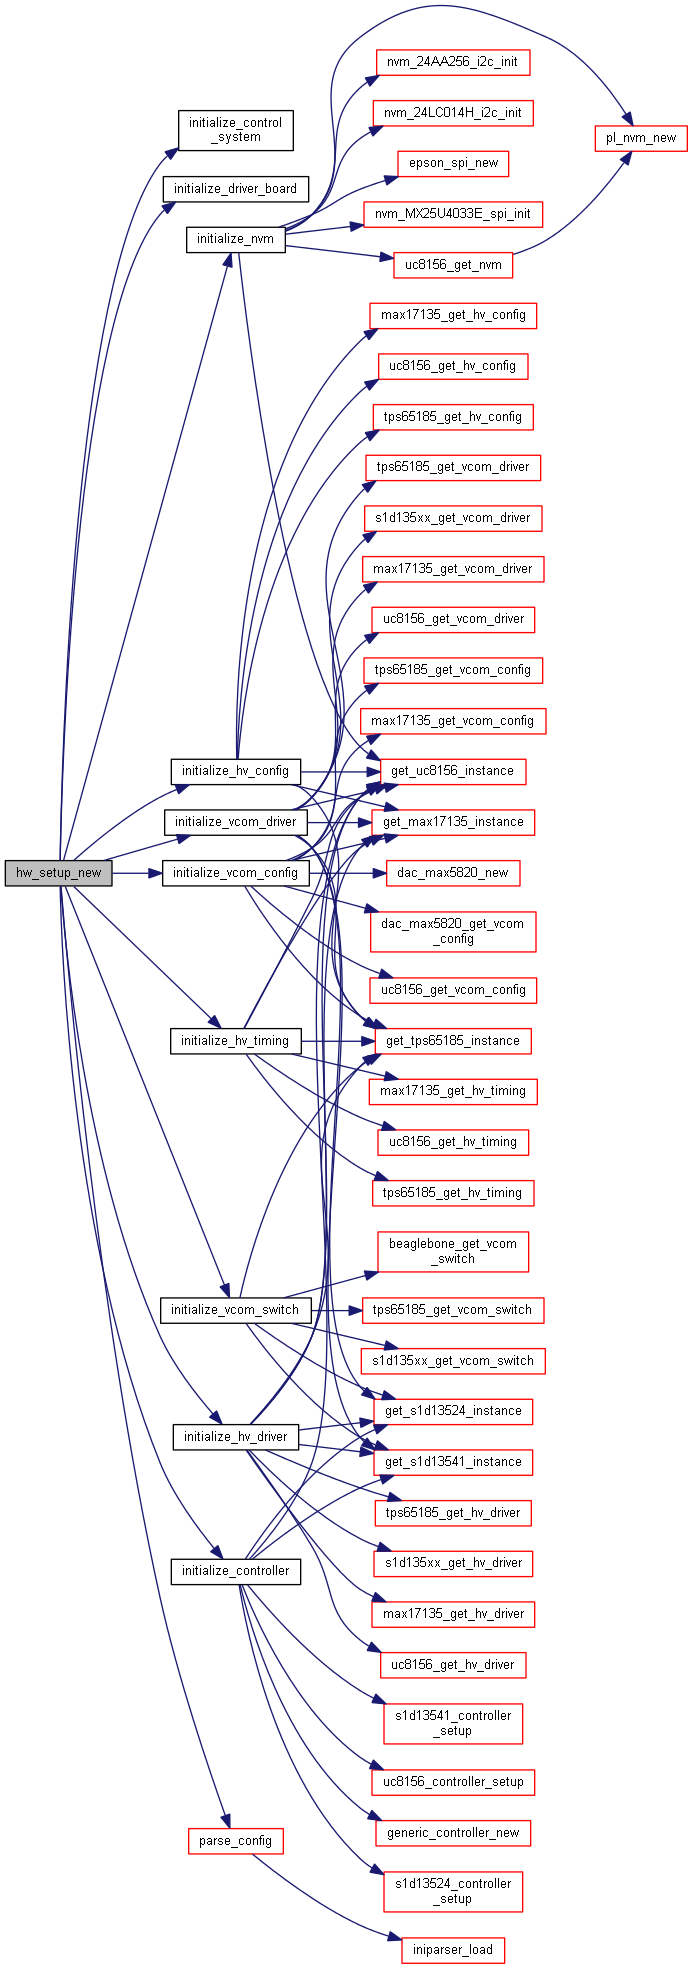 nvm_24AA256_i2c_init
nvm_24LC014H_i2c_init
initialize_control
_system
pl_nvm_new
epson_spi_new
initialize_driver_board
nvm_MX25U4033E_spi_init
initialize_nvm
uc8156_get_nvm
max17135_get_hv_config
uc8156_get_hv_config
tps65185_get_hv_config
tps65185_get_vcom_driver
s1d135xx_get_vcom_driver
max17135_get_vcom_driver
uc8156_get_vcom_driver
tps65185_get_vcom_config
max17135_get_vcom_config
initialize_hv_config
get_uc8156_instance
initialize_vcom_driver
get_max17135_instance
hw_setup_new
initialize_vcom_config
dac_max5820_new
dac_max5820_get_vcom
_config
uc8156_get_vcom_config
initialize_hv_timing
get_tps65185_instance
max17135_get_hv_timing
uc8156_get_hv_timing
tps65185_get_hv_timing
beaglebone_get_vcom
_switch
initialize_vcom_switch
tps65185_get_vcom_switch
s1d135xx_get_vcom_switch
get_s1d13524_instance
initialize_hv_driver
get_s1d13541_instance
tps65185_get_hv_driver
s1d135xx_get_hv_driver
initialize_controller
max17135_get_hv_driver
uc8156_get_hv_driver
s1d13541_controller
_setup
uc8156_controller_setup
generic_controller_new
parse_config
s1d13524_controller
_setup
iniparser_load